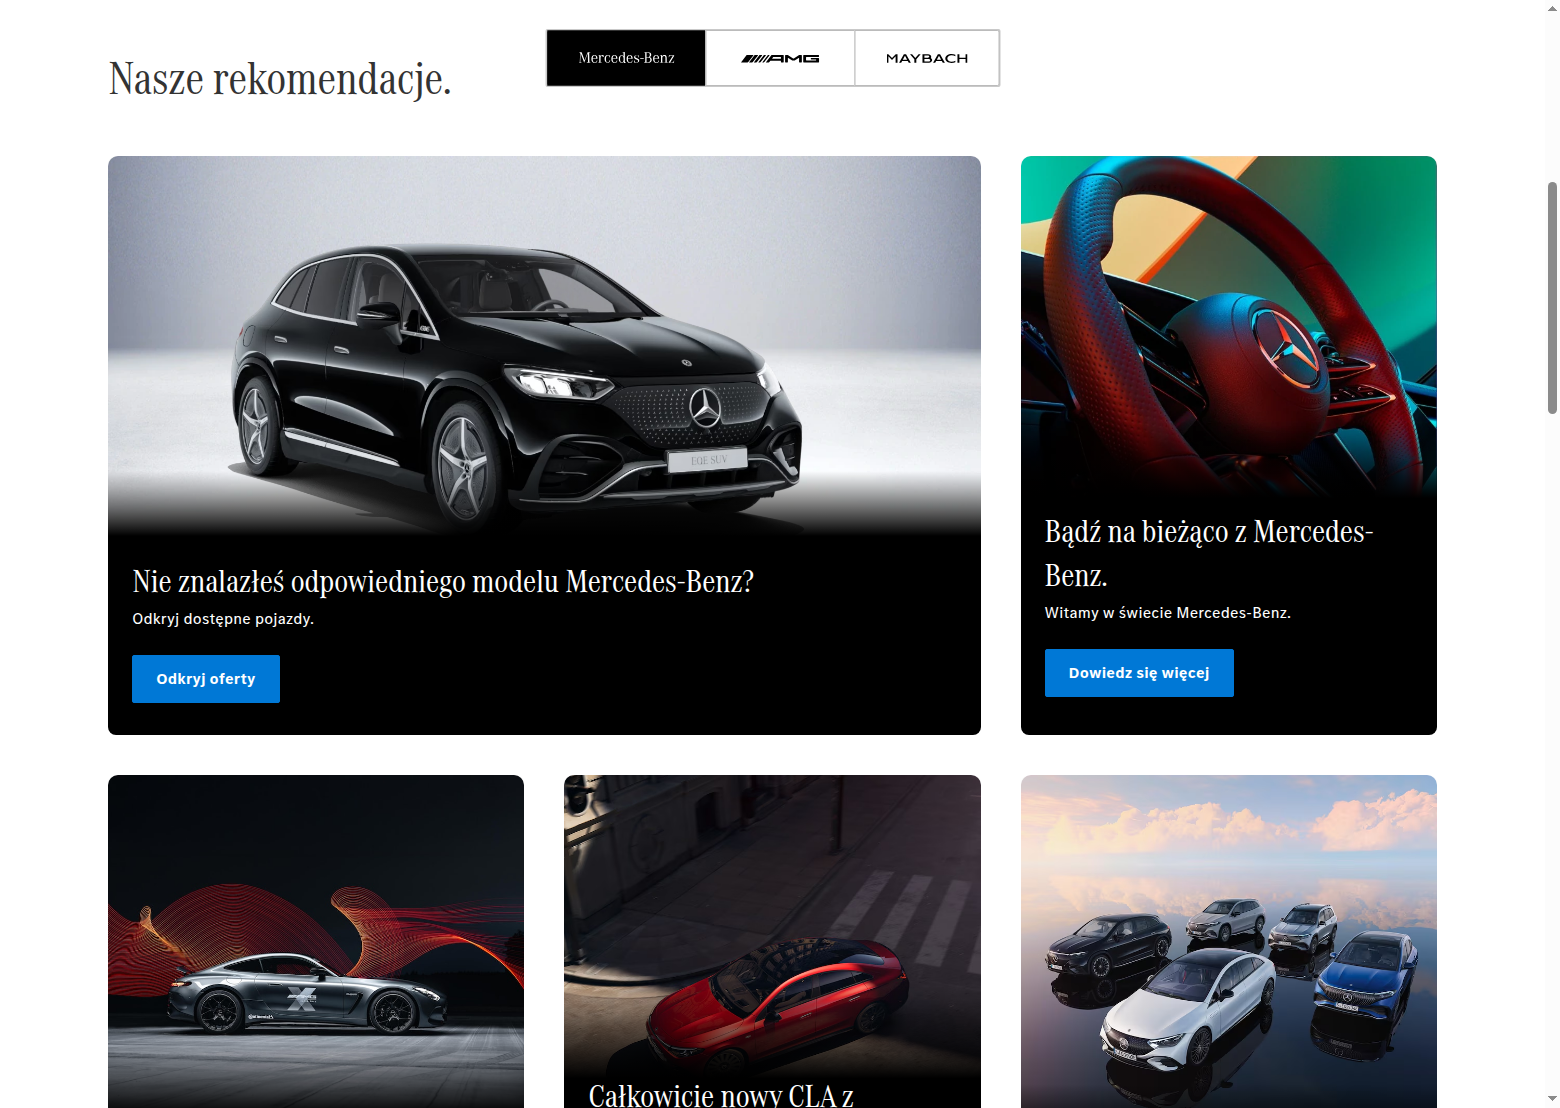 Mercedes-Benz
AMG
MAYBACH
Nasze rekomendacje.
EQE SUV
Nie znalazłeś odpowiedniego modelu Mercedes-Benz?
Odkryj dostępne pojazdy.
Odkryj oferty
Bądź na bieżąco z Mercedes-
Benz.
Witamy w świecie Mercedes-Benz.
Dowiedz się więcej
X
Całkowicie nowy CLA z